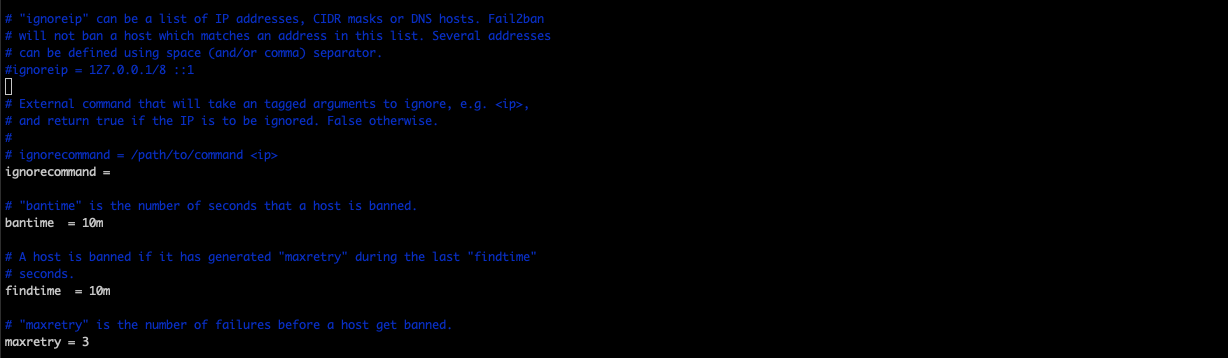 # "ignoreip" can be a list of IP addresses, CIDR masks or DNS hosts. Fail2ban
# will not ban a host which matches an address in this list. Several addresses
# can be defined using space (and/or comma) separator.
#ignoreip = 127.0.0.1/8 ::1
# External command that will take an tagged arguments to ignore, e.g. <ip>,
# and return true if the IP is to be ignored. False otherwise.
#
# ignorecommand = /path/to/command <ip>
ignorecommand =
# "bantime" is the number of seconds that a host is banned.
bantime  = 10m
# A host is banned if it has generated "maxretry" during the last "findtime"
# seconds.
findtime  = 10m
# "maxretry" is the number of failures before a host get banned.
maxretry = 3